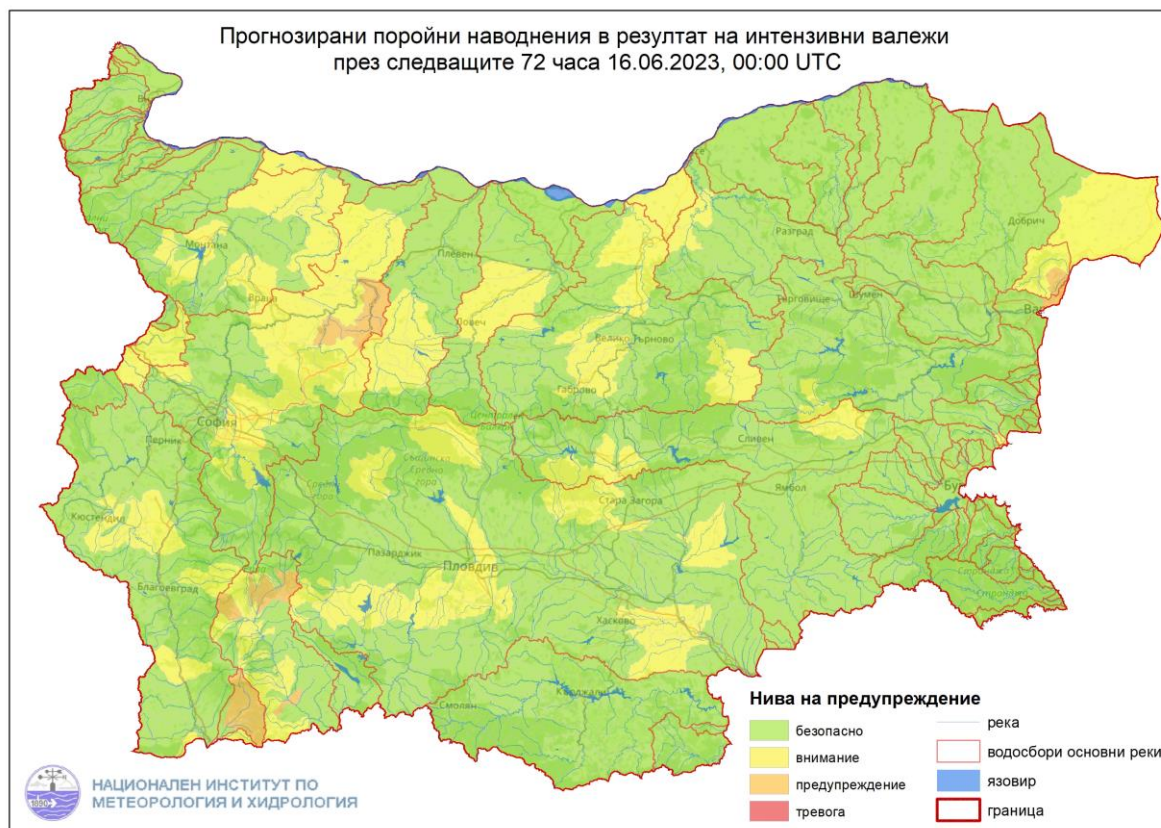 Прогнозирани поройни наводнения в резултат на интензивни валежи
през следващите 72 часа 16.06.2023, 00:00 UTC
Монтана
Враца
Плевен
Ловеч
Велико Търново
Габрово
Разград
Търговище
Шумен
Добрич
София
Перник
Кюстендил
Благоевград
Пазарджик
Пловдив
Стара Загора
Сливен
Ямбол
Хасково
Кърджали
Смолян
Нива на предупреждение
безопасно
внимание
предупреждение
тревога
река
водосбори основни реки
язовир
граница
НАЦИОНАЛЕН ИНСТИТУТ ПО
МЕТЕОРОЛОГИЯ И ХИДРОЛОГИЯ
1890